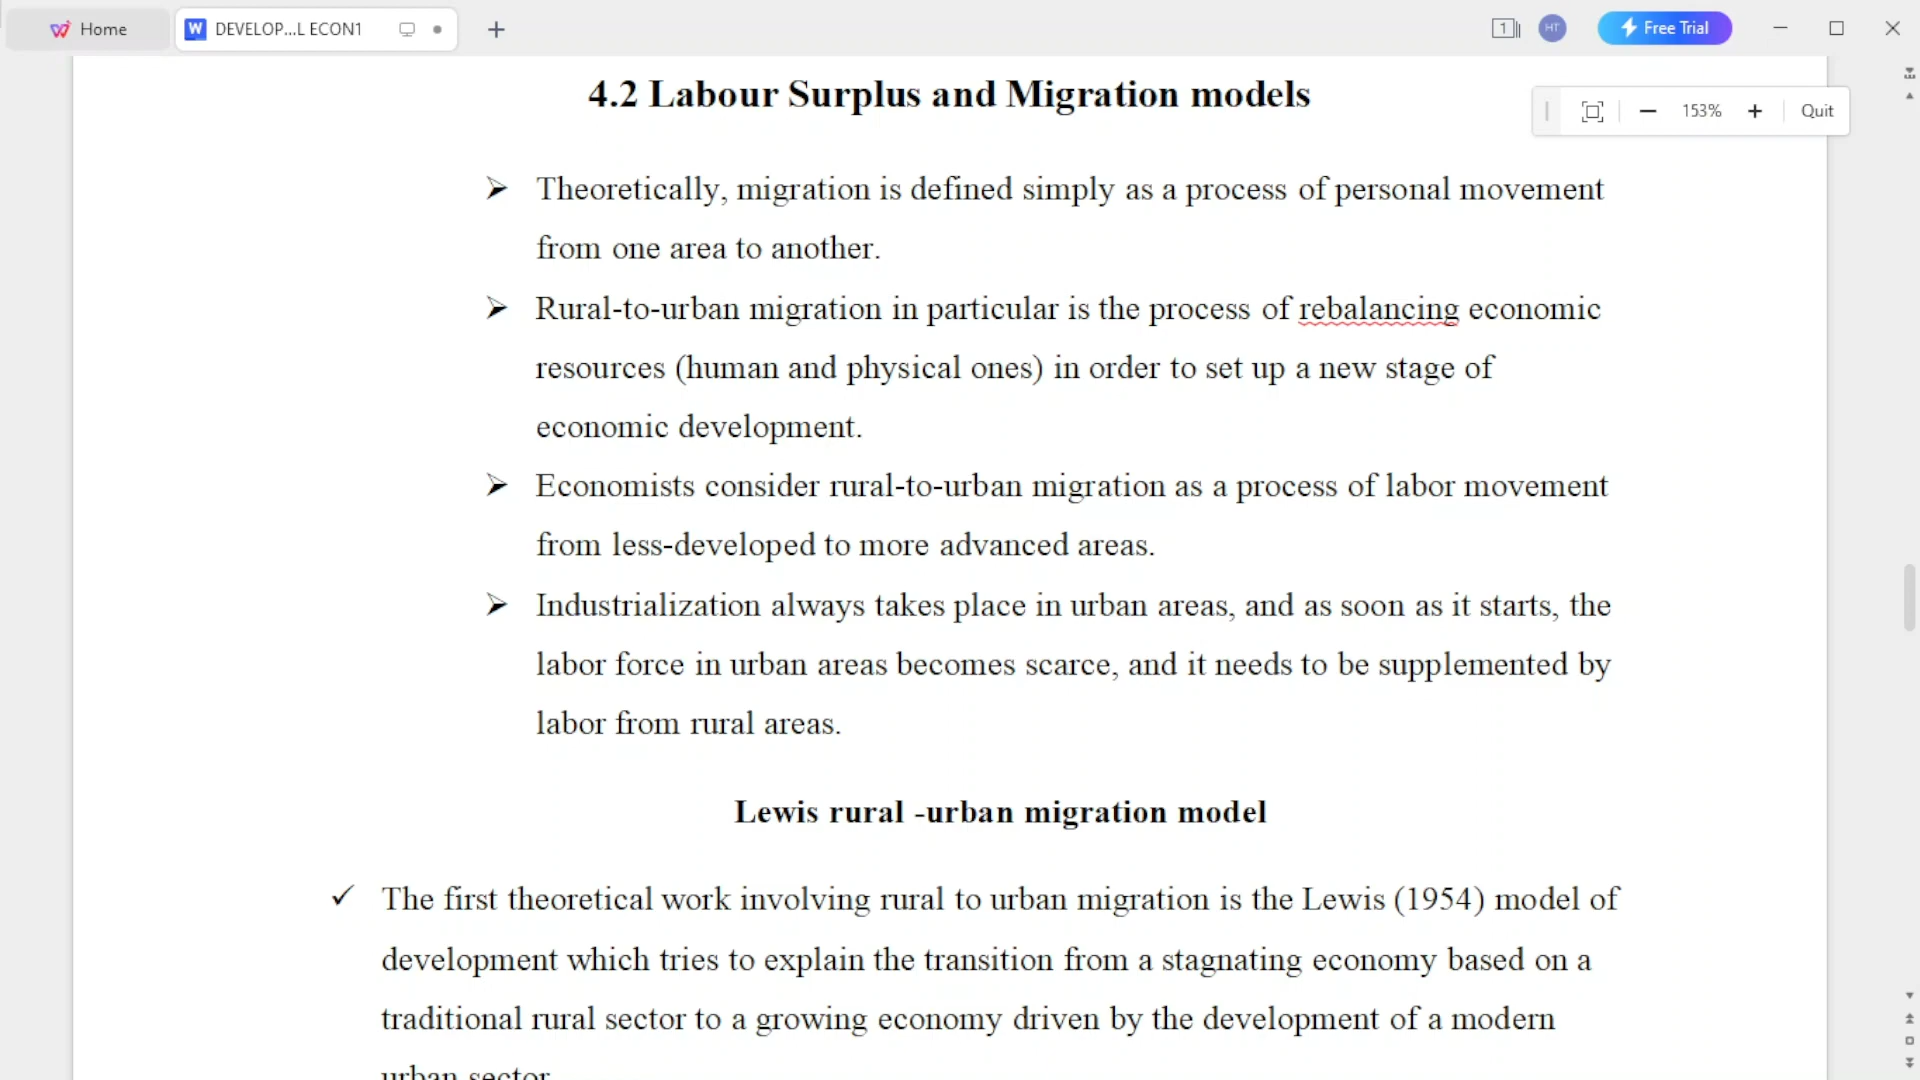 Home
W DEVELOP...L ECON1
1
HT
Free Trial
4.2 Labour Surplus and Migration models
153%
Quit
➤ Theoretically, migration is defined simply as a process of personal movement
from one area to another.
➤ Rural-to-urban migration in particular is the process of rebalancing economic
resources (human and physical ones) in order to set up a new stage of
economic development.
➤ Economists consider rural-to-urban migration as a process of labor movement
from less-developed to more advanced areas.
➤ Industrialization always takes place in urban areas, and as soon as it starts, the
labor force in urban areas becomes scarce, and it needs to be supplemented by
labor from rural areas.
Lewis rural -urban migration model
✓ The first theoretical work involving rural to urban migration is the Lewis (1954) model of
development which tries to explain the transition from a stagnating economy based on a
traditional rural sector to a growing economy driven by the development of a modern
urban sector.